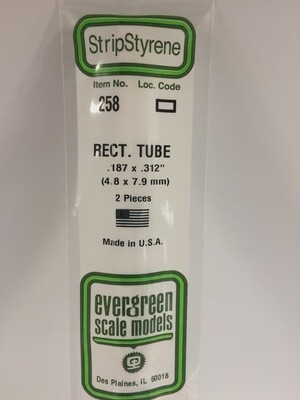 StripStyrene
Item No. Loc. Code
258
RECT. TUBE
.187 x .312"
(4.8 x 7.9 mm)
2 Pieces
Made in U.S.A.
evergreen
scale models
Des Plaines, IL 60018